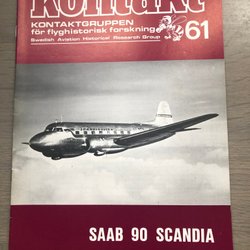 kontakt
KONTAKTGRUPPEN
för flyghistorisk forskning
Swedish Aviation Historical Research Group
61
SAAB 90 SCANDIA